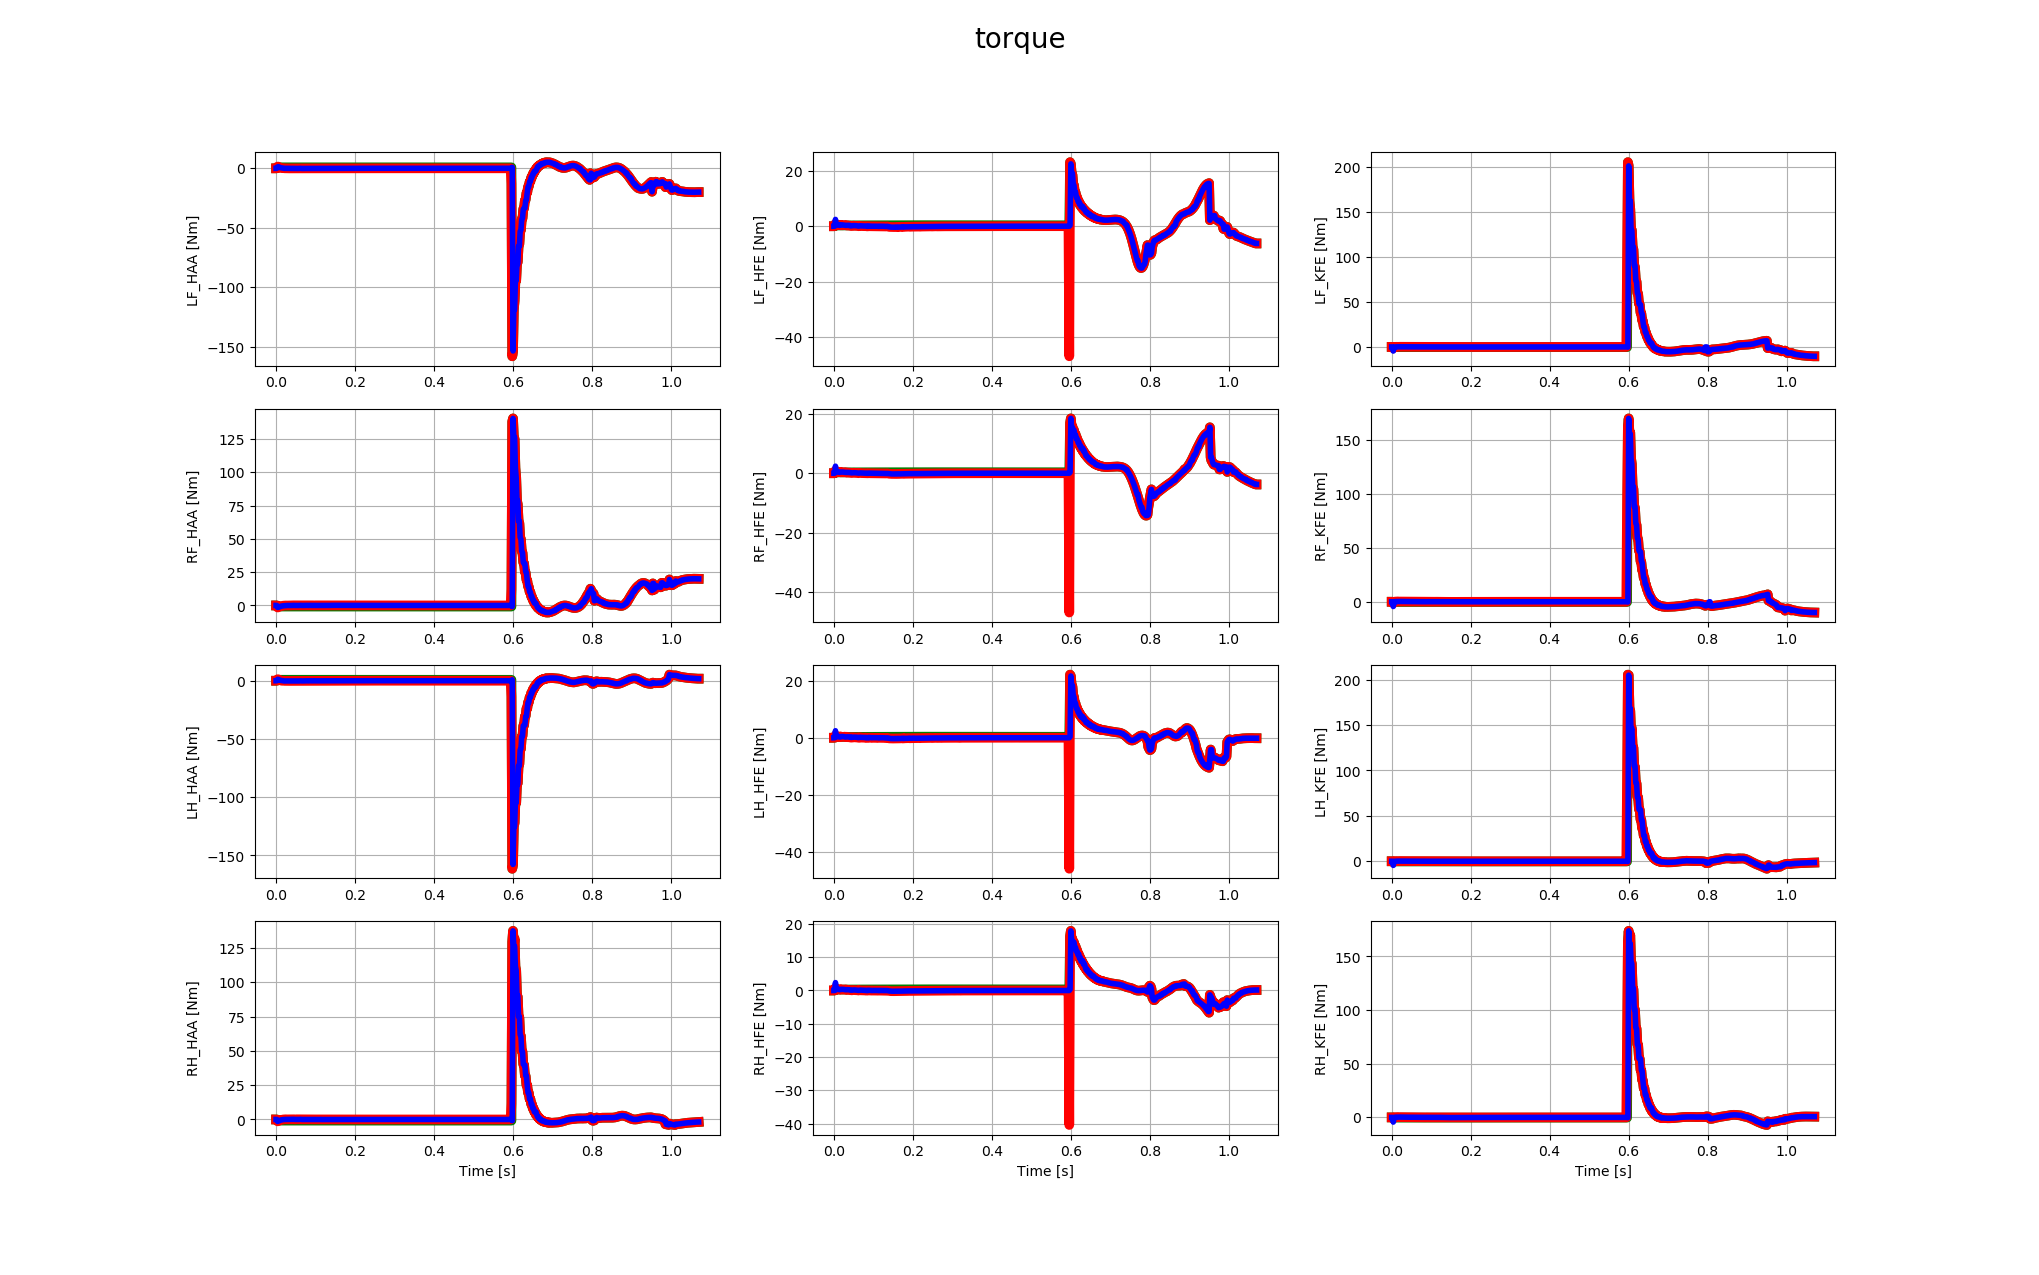 torque
LF_HAA [Nm]
0
−50
−100
−150
0.0 0.2 0.4 0.6 0.8 1.0
LF_HFE [Nm]
20
0
−20
−40
0.0 0.2 0.4 0.6 0.8 1.0
LF_KFE [Nm]
200
150
100
50
0
0.0 0.2 0.4 0.6 0.8 1.0
RF_HAA [Nm]
125
100
75
50
25
0
0.0 0.2 0.4 0.6 0.8 1.0
RF_HFE [Nm]
20
0
−20
−40
0.0 0.2 0.4 0.6 0.8 1.0
RF_KFE [Nm]
150
100
50
0
0.0 0.2 0.4 0.6 0.8 1.0
LH_HAA [Nm]
0
−50
−100
−150
0.0 0.2 0.4 0.6 0.8 1.0
LH_HFE [Nm]
20
0
−20
−40
0.0 0.2 0.4 0.6 0.8 1.0
LH_KFE [Nm]
200
150
100
50
0
0.0 0.2 0.4 0.6 0.8 1.0
RH_HAA [Nm]
125
100
75
50
25
0
0.0 0.2 0.4 0.6 0.8 1.0
Time [s]
RH_HFE [Nm]
20
10
0
−10
−20
−30
−40
0.0 0.2 0.4 0.6 0.8 1.0
Time [s]
RH_KFE [Nm]
150
100
50
0
0.0 0.2 0.4 0.6 0.8 1.0
Time [s]